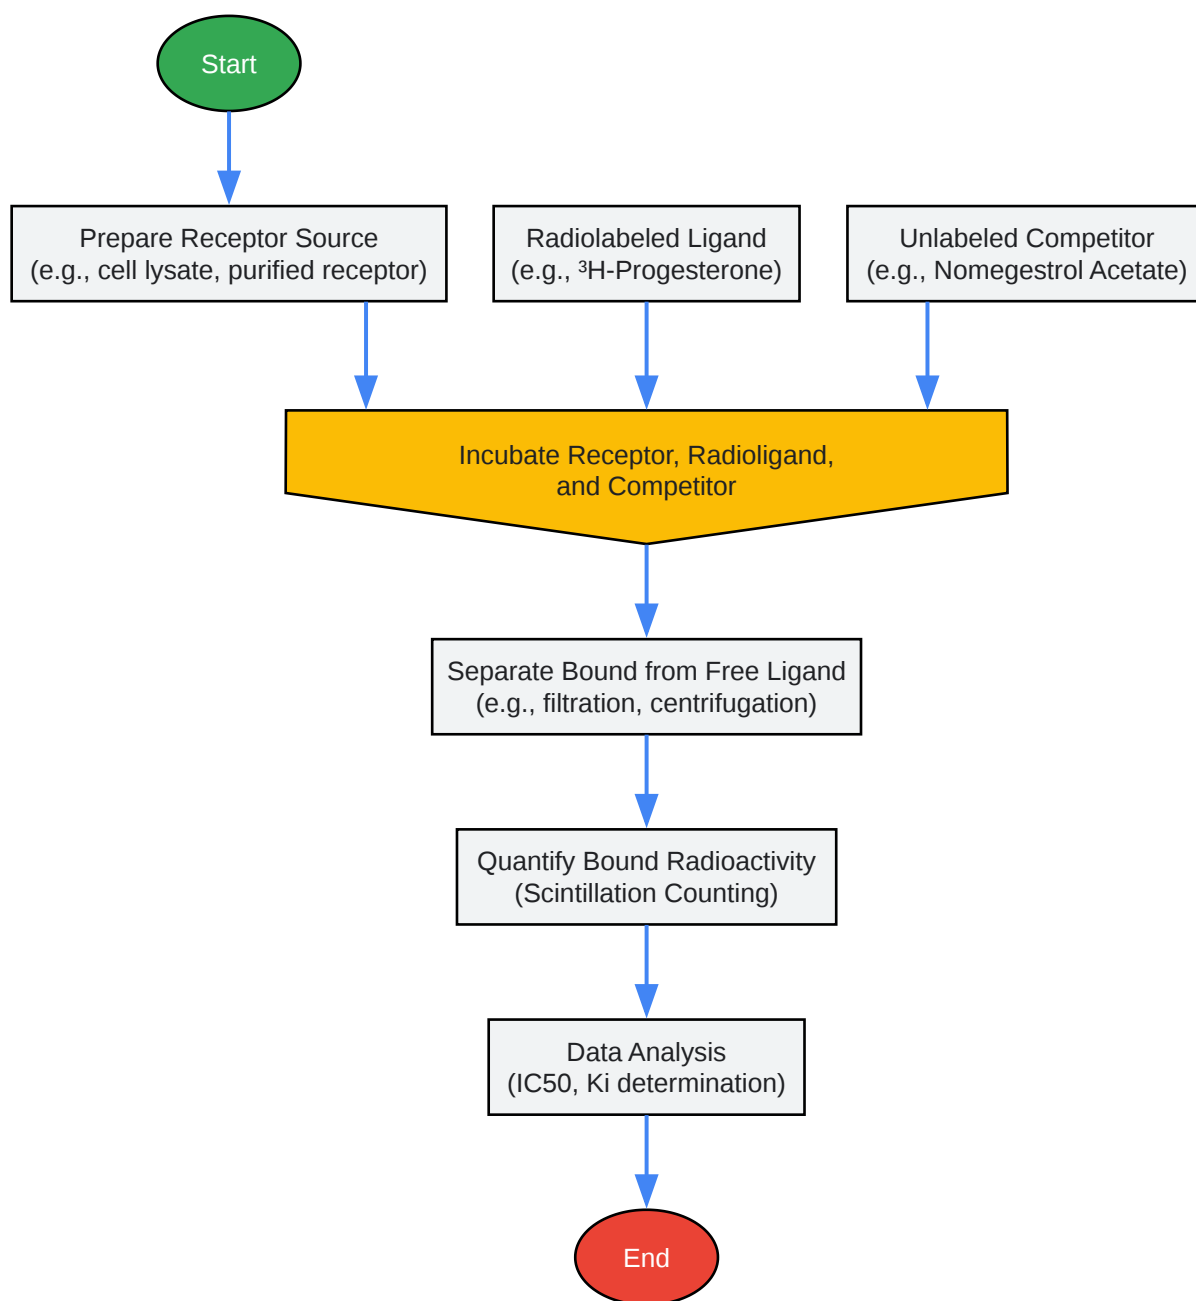 Start
Prepare Receptor Source
(e.g., cell lysate, purified receptor)
Radiolabeled Ligand
(e.g., ³H-Progesterone)
Unlabeled Competitor
(e.g., Nomegestrol Acetate)
Incubate Receptor, Radioligand,
and Competitor
Separate Bound from Free Ligand
(e.g., filtration, centrifugation)
Quantify Bound Radioactivity
(Scintillation Counting)
Data Analysis
(IC50, Ki determination)
End